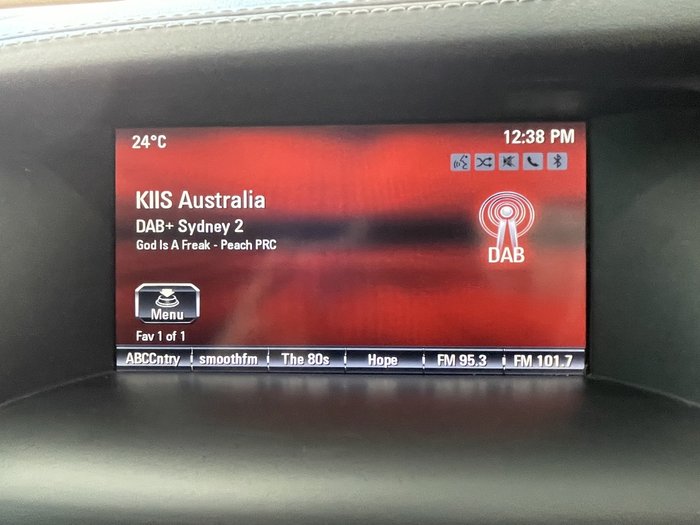 24°C
12:38 PM
KIIS Australia
DAB+ Sydney 2
God Is A Freak - Peach PRC
DAB
Menu
Fav 1 of 1
ABCCntry smoothfm The 80s Hope FM 95.3 FM 101.7